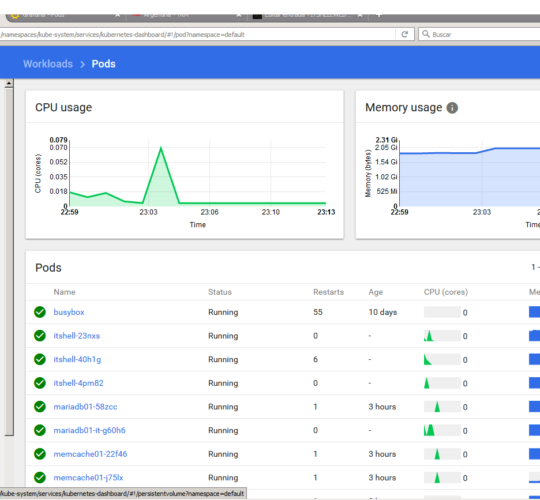 /namespaces/kube-system/services/kubernetes-dashboard/#!/pod?namespace=default
Buscar
Workloads > Pods
CPU usage
Memory usage
0.079
0.070
0.052
0.035
0.018
0
CPU (cores)
22:59 23:03 23:06 23:10 23:13
Time
2.31 Gi
2.05 Gi
1.54 Gi
1.02 Gi
525 Mi
0
Memory (bytes)
22:59 23:03
Time
Pods
1 -
Name Status Restarts Age CPU (cores)
busybox Running 55 10 days 0
itshell-23nxs Running 0 - 0
itshell-40h1g Running 6 - 0
itshell-4pm82 Running 0 - 0
mariadb01-58zcc Running 1 3 hours 0
mariadb01-it-g60h6 Running 0 - 0
memcache01-22f46 Running 1 3 hours 0
memcache01-j75lx Running 1 3 hours 0
/kube-system/services/kubernetes-dashboard/#!/persistentvolume?namespace=default